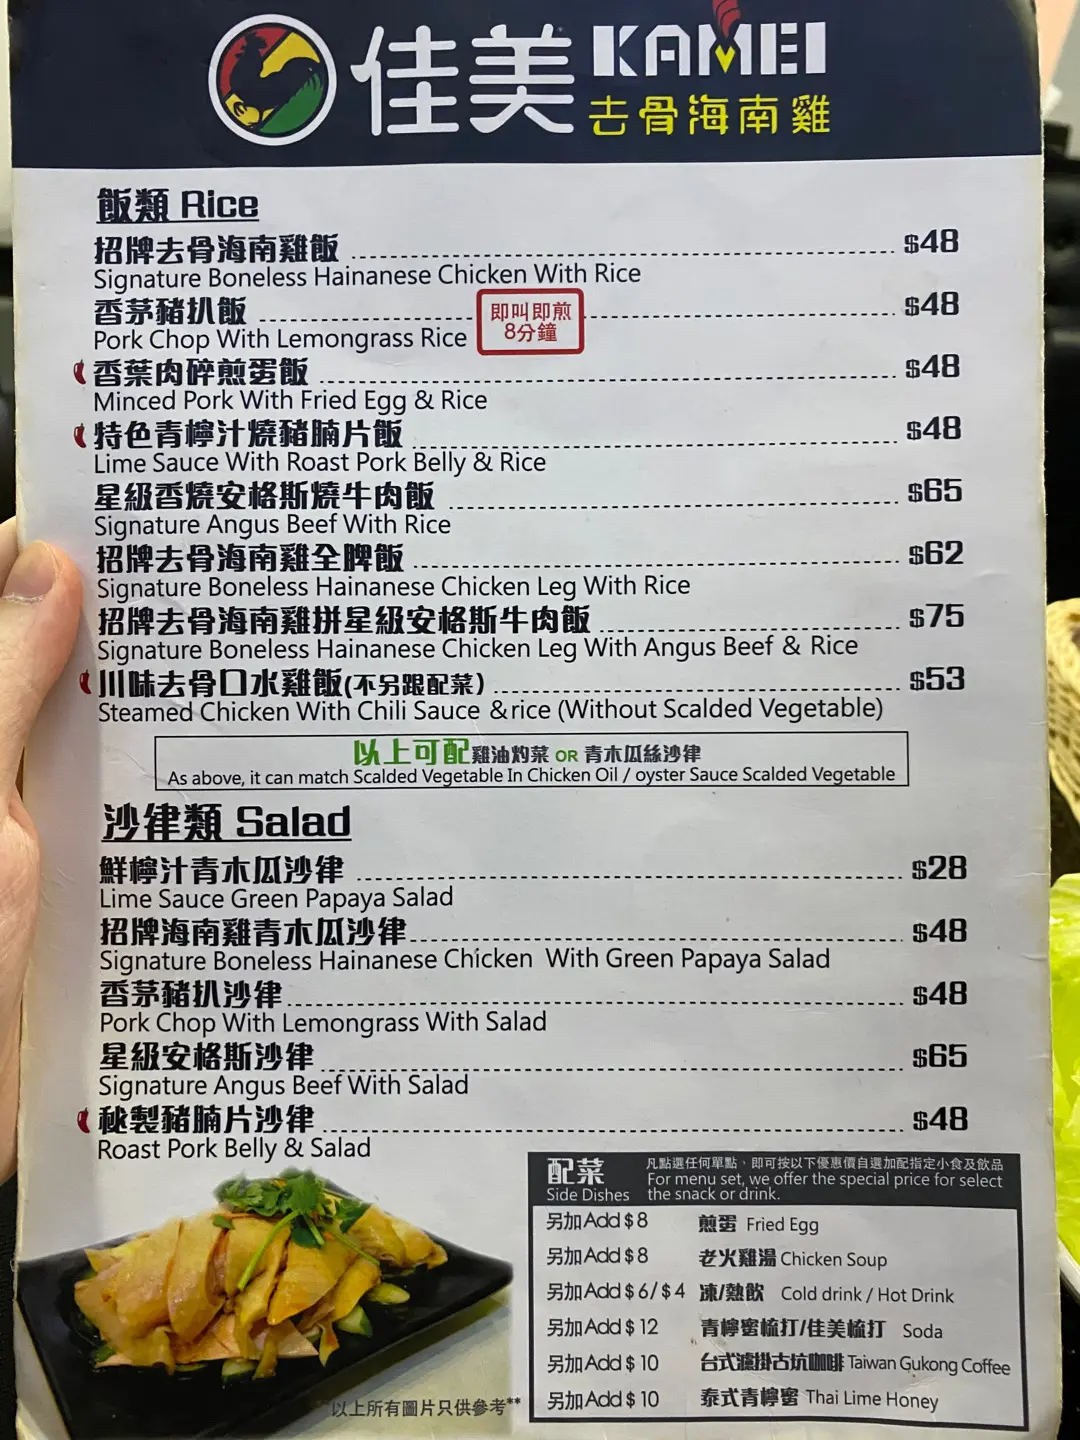 佳美 KAMEI
去骨海南雞
飯類 Rice
招牌去骨海南雞飯 $48
Signature Boneless Hainanese Chicken With Rice
香茅豬扒飯 $48
Pork Chop With Lemongrass Rice
即叫即煎
8分鐘
香葉肉碎煎蛋飯 $48
Minced Pork With Fried Egg & Rice
特色青檸汁燒豬腩片飯 $48
Lime Sauce With Roast Pork Belly & Rice
星級香燒安格斯燒牛肉飯 $65
Signature Angus Beef With Rice
招牌去骨海南雞全髀飯 $62
Signature Boneless Hainanese Chicken Leg With Rice
招牌去骨海南雞拼星級安格斯牛肉飯 $75
Signature Boneless Hainanese Chicken Leg With Angus Beef & Rice
川味去骨口水雞飯(不另跟配菜) $53
Steamed Chicken With Chili Sauce &rice (Without Scalded Vegetable)
以上可配雞油灼菜 OR 青木瓜絲沙律
As above, it can match Scalded Vegetable In Chicken Oil / oyster Sauce Scalded Vegetable
沙律類 Salad
鮮檸汁青木瓜沙律 $28
Lime Sauce Green Papaya Salad
招牌海南雞青木瓜沙律 $48
Signature Boneless Hainanese Chicken With Green Papaya Salad
香茅豬扒沙律 $48
Pork Chop With Lemongrass With Salad
星級安格斯沙律 $65
Signature Angus Beef With Salad
秘製豬腩片沙律 $48
Roast Pork Belly & Salad
配菜 凡點選任何單點，即可按以下優惠價自選加配指定小食及飲品
Side Dishes For menu set, we offer the special price for select
the snack or drink.
另加Add $8 煎蛋 Fried Egg
另加Add $8 老火雞湯 Chicken Soup
另加Add $6/$4 凍/熱飲 Cold drink / Hot Drink
另加Add $12 青檸蜜梳打/佳美梳打 Soda
另加Add $10 台式濾掛古坑咖啡 Taiwan Gukong Coffee
另加Add $10 泰式青檸蜜 Thai Lime Honey
以上所有圖片只供參考**